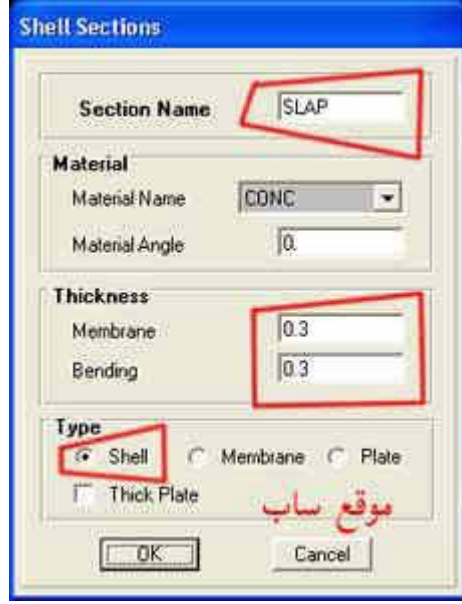 Shell Sections
Section Name SLAP
Material
Material Name CONC
Material Angle 0.
Thickness
Membrane 0.3
Bending 0.3
Type
Shell Membrane Plate
Thick Plate
موقع ساب
OK Cancel